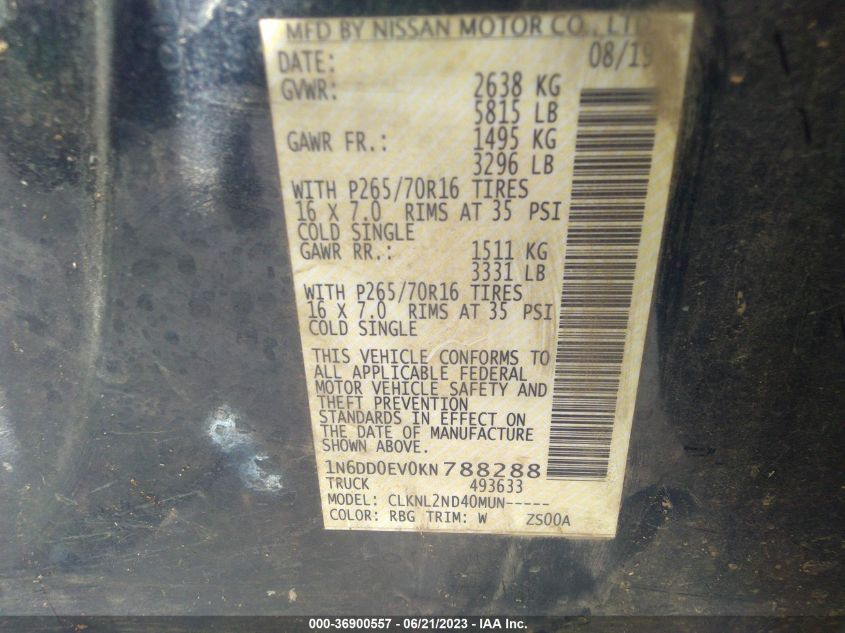 MFD BY NISSAN MOTOR CO., LTD
DATE: 08/19
GVWR: 2638 KG
5815 LB
GAWR FR.: 1495 KG
3296 LB
WITH P265/70R16 TIRES
16 X 7.0 RIMS AT 35 PSI
COLD SINGLE
GAWR RR.: 1511 KG
3331 LB
WITH P265/70R16 TIRES
16 X 7.0 RIMS AT 35 PSI
COLD SINGLE
THIS VEHICLE CONFORMS TO
ALL APPLICABLE FEDERAL
MOTOR VEHICLE SAFETY AND
THEFT PREVENTION
STANDARDS IN EFFECT ON
THE DATE OF MANUFACTURE
SHOWN ABOVE.
1N6DD0EV0KN788288
TRUCK 493633
MODEL: CLKNL2ND40MUN-----
COLOR: RBG TRIM: W ZS00A
000-36900557 - 06/21/2023 - IAA Inc.